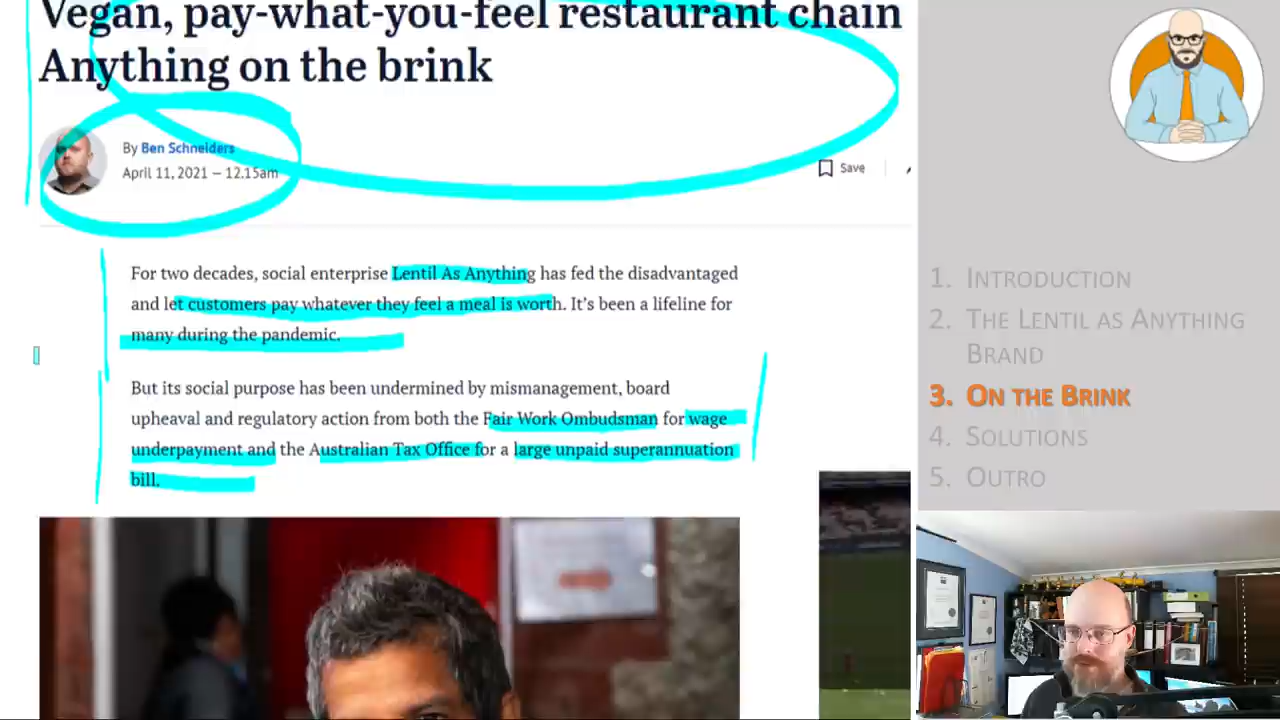 Vegan, pay-what-you-feel restaurant chain
Anything on the brink
By Ben Schneiders
April 11, 2021 — 12.15am
Save
For two decades, social enterprise Lentil As Anything has fed the disadvantaged
and let customers pay whatever they feel a meal is worth. It's been a lifeline for
many during the pandemic.
But its social purpose has been undermined by mismanagement, board
upheaval and regulatory action from both the Fair Work Ombudsman for wage
underpayment and the Australian Tax Office for a large unpaid superannuation
bill.
1. Introduction
2. The Lentil as Anything
Brand
3. On the Brink
4. Solutions
5. Outro